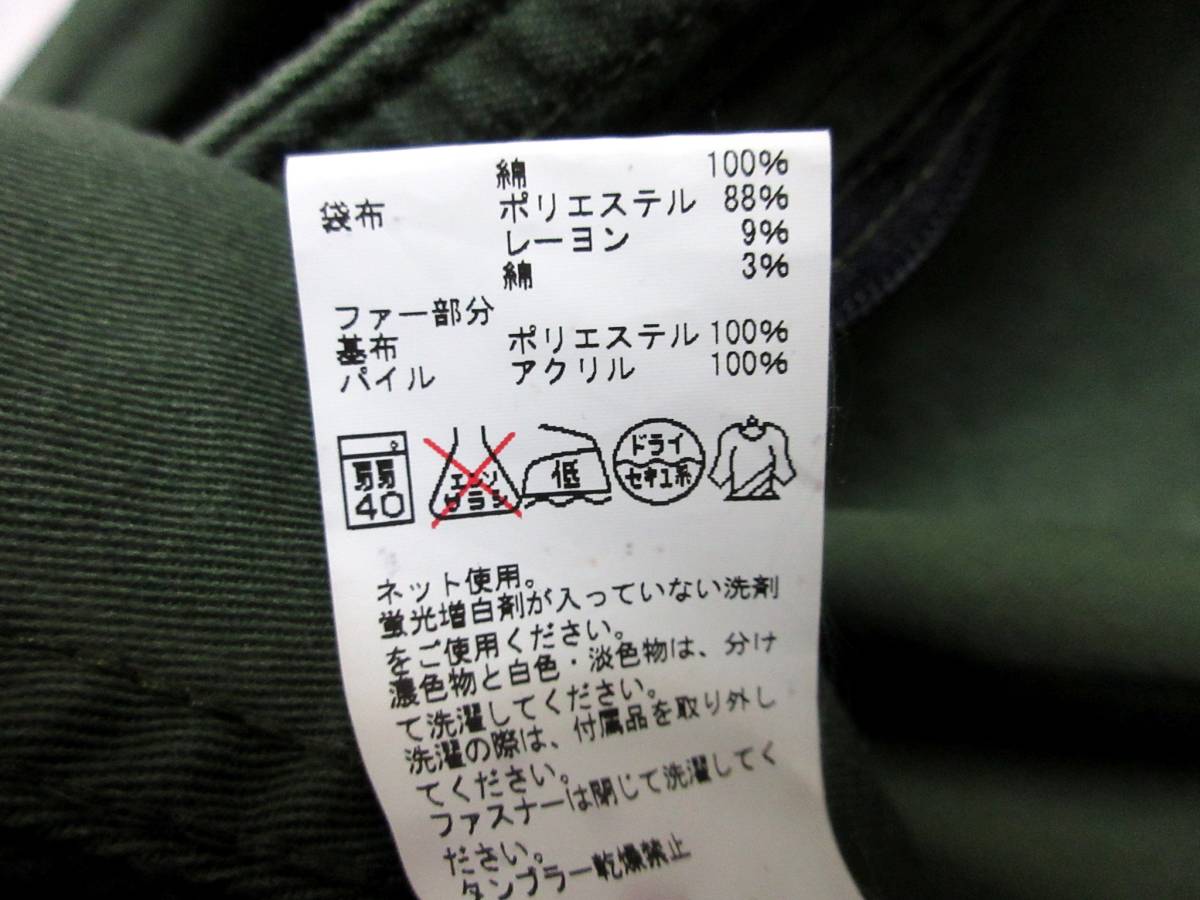 綿 100%
袋布 ポリエステル 88%
レーヨン 9%
綿 3%
ファー部分
基布 ポリエステル 100%
パイル アクリル 100%
弱 40
エンソ サラシ
低
ドライ セキユ系
ネット使用。
蛍光増白剤が入っていない洗剤
をご使用ください。
濃色物と白色・淡色物は、分け
て洗濯してください。
洗濯の際は、付属品を取り外し
てください。
ファスナーは閉じて洗濯してく
ださい。
タンブラー乾燥禁止